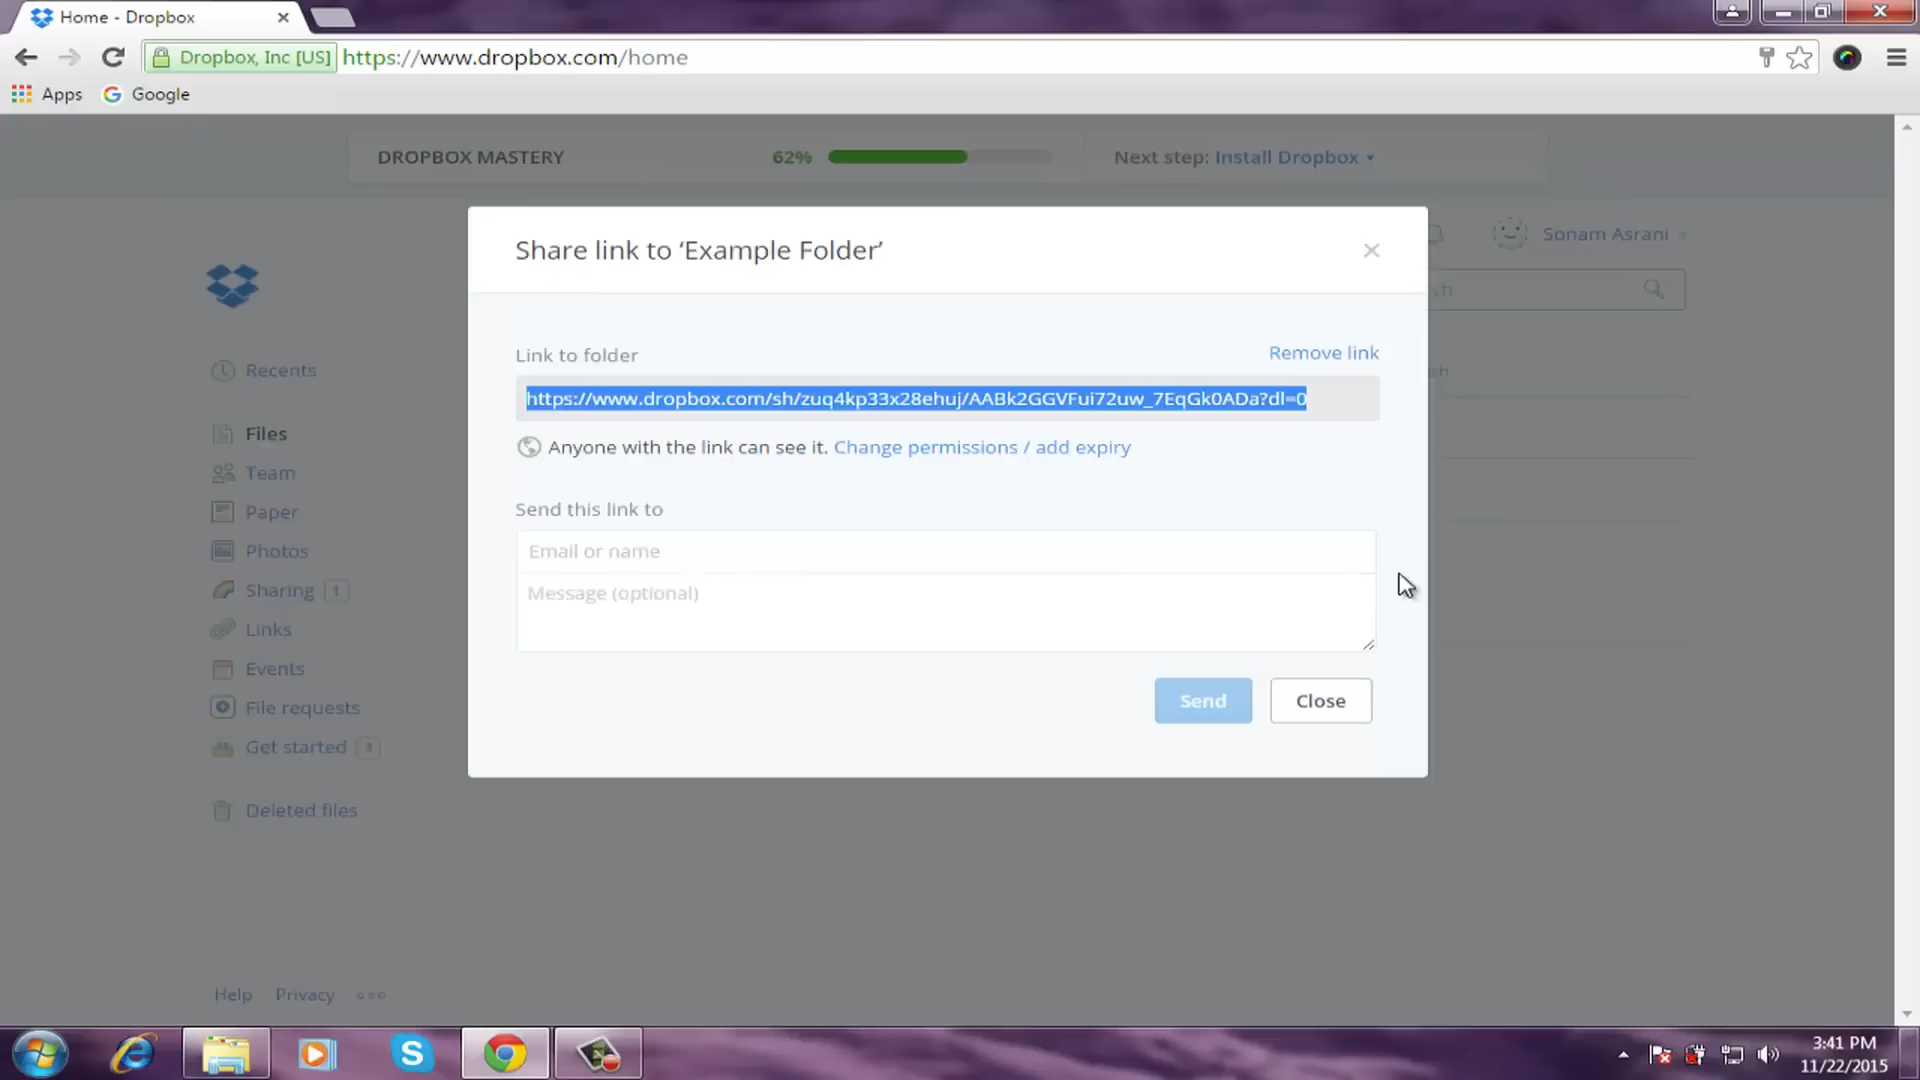 Home - Dropbox
Dropbox, Inc [US] https://www.dropbox.com/home
Apps Google
DROPBOX MASTERY 62% Next step: Install Dropbox
Share link to ‘Example Folder’
Sonam Asrani
Link to folder Remove link
https://www.dropbox.com/sh/zuq4kp33x28ehuj/AABk2GGVFui72uw_7EqGk0ADa?dl=0
Anyone with the link can see it. Change permissions / add expiry
Send this link to
Email or name
Message (optional)
Send Close
Recents
Files
Team
Paper
Photos
Sharing 1
Links
Events
File requests
Get started 3
Deleted files
Help Privacy
3:41 PM
11/22/2015